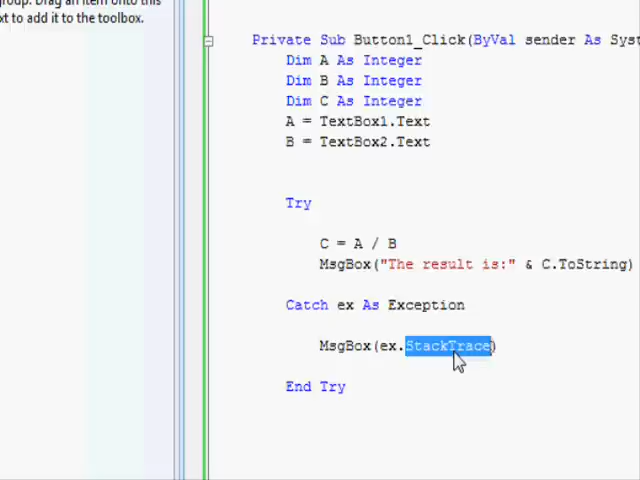 group. Drag an item onto this
xt to add it to the toolbox.
Private Sub Button1_Click(ByVal sender As Syst
Dim A As Integer
Dim B As Integer
Dim C As Integer
A = TextBox1.Text
B = TextBox2.Text
Try
C = A / B
MsgBox("The result is:" & C.ToString)
Catch ex As Exception
MsgBox(ex.StackTrace)
End Try